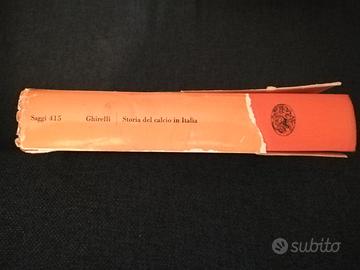 Saggi 415 Ghirelli Storia del calcio in Italia
subito